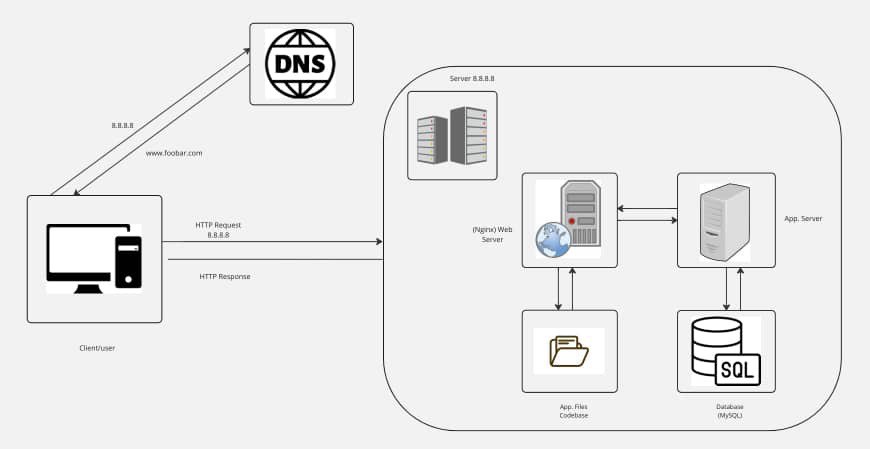 DNS
Server 8.8.8.8
8.8.8.8
www.foobar.com
HTTP Request
8.8.8.8
(Nginx) Web
Server
App. Server
HTTP Response
Client/user
SQL
App. Files
Codebase
Database
(MySQL)